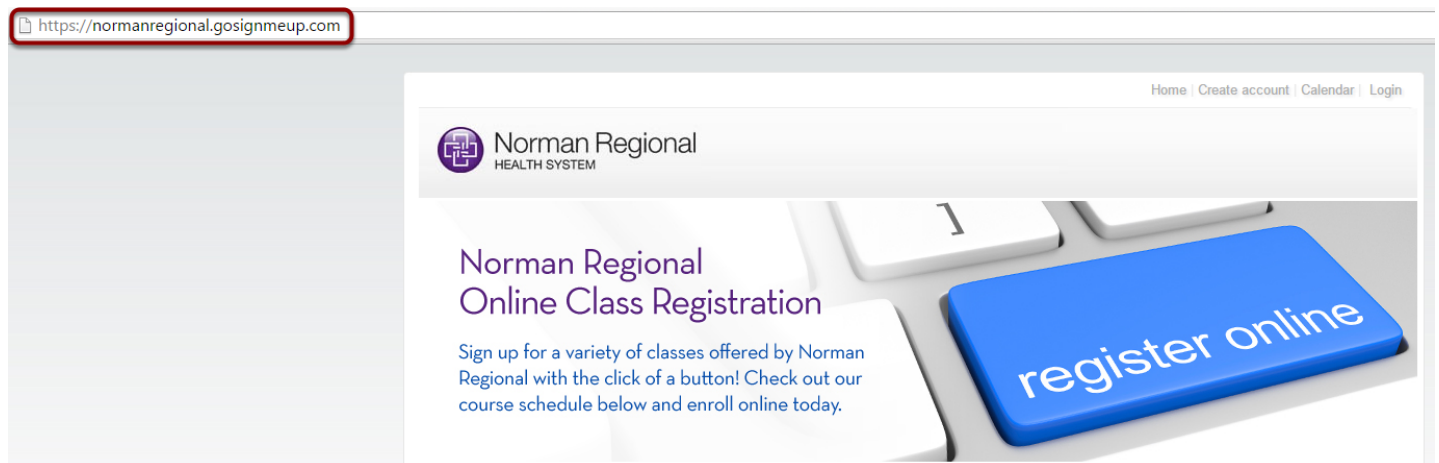 https://normanregional.gosignmeup.com
Home | Create account | Calendar | Login
Norman Regional
HEALTH SYSTEM
]
Norman Regional
Online Class Registration
Sign up for a variety of classes offered by Norman
Regional with the click of a button! Check out our
course schedule below and enroll online today.
register online